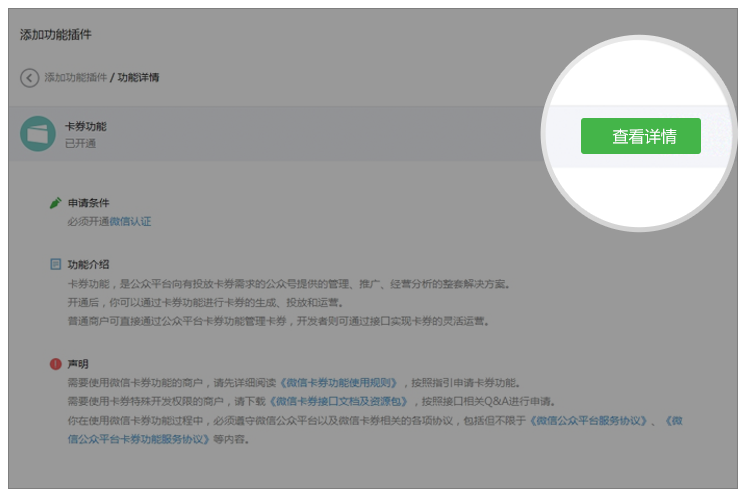 添加功能插件
添加功能插件 / 功能详情
卡券功能
已开通
查看详情
申请条件
必须开通微信认证
功能介绍
卡券功能，是公众平台向有投放卡券需求的公众号提供的管理、推广、经营分析的整套解决方案。
开通后，你可以通过卡券功能进行卡券的生成、投放和运营。
普通商户可直接通过公众平台卡券功能管理卡券，开发者则可通过接口实现卡券的灵活运营。
声明
需要使用微信卡券功能的商户，请先详细阅读《微信卡券功能使用规则》，按照指引申请卡券功能。
需要使用卡券特殊开发权限的商户，请下载《微信卡券接口文档及资源包》，按照接口相关Q&A进行申请。
你在使用微信卡券功能过程中，必须遵守微信公众平台以及微信卡券相关的各项协议，包括但不限于《微信公众平台服务协议》、《微
信公众平台卡券功能服务协议》等内容。